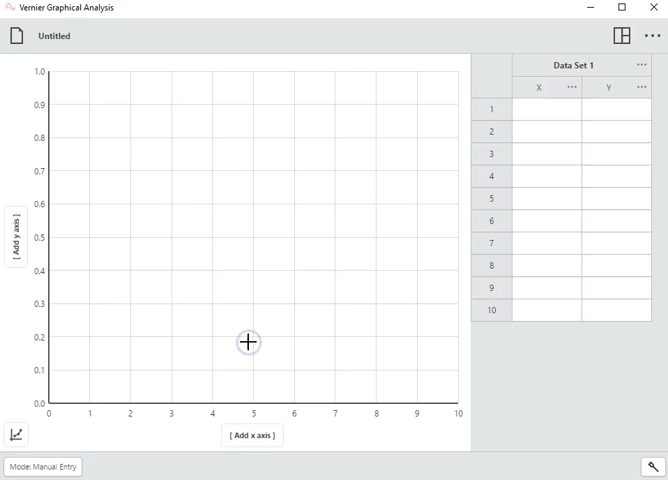 Vernier Graphical Analysis
Untitled
1.0
0.9
0.8
0.7
0.6
0.5
0.4
0.3
0.2
0.1
0.0
[ Add y axis ]
0 1 2 3 4 5 6 7 8 9 10
[ Add x axis ]
Data Set 1
X Y
1
2
3
4
5
6
7
8
9
10
Mode: Manual Entry